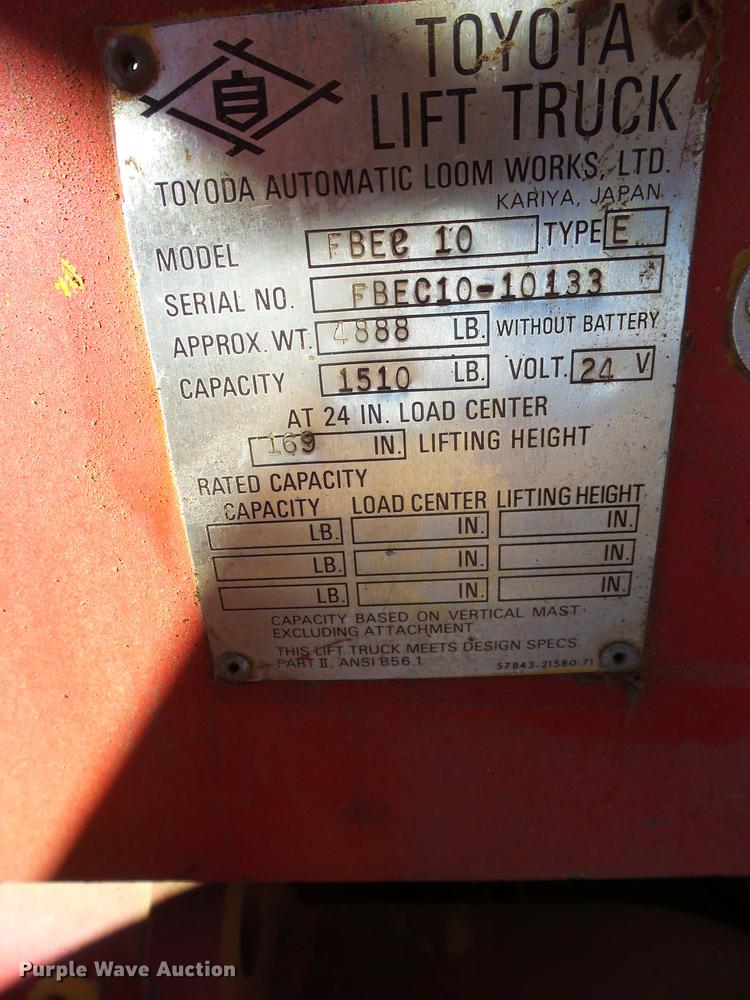 TOYOTA
LIFT TRUCK
TOYODA AUTOMATIC LOOM WORKS, LTD.
KARIYA, JAPAN
MODEL FBEC 10 TYPE E
SERIAL NO. FBEC10-10133
APPROX. WT. 4888 LB. WITHOUT BATTERY
CAPACITY 1510 LB. VOLT. 24 V
AT 24 IN. LOAD CENTER
169 IN. LIFTING HEIGHT
RATED CAPACITY
CAPACITY LOAD CENTER LIFTING HEIGHT
LB. IN. IN.
LB. IN. IN.
LB. IN. IN.
CAPACITY BASED ON VERTICAL MAST
EXCLUDING ATTACHMENT
THIS LIFT TRUCK MEETS DESIGN SPECS
PART II, ANSI B56.1 57843-21580-71
Purple Wave Auction